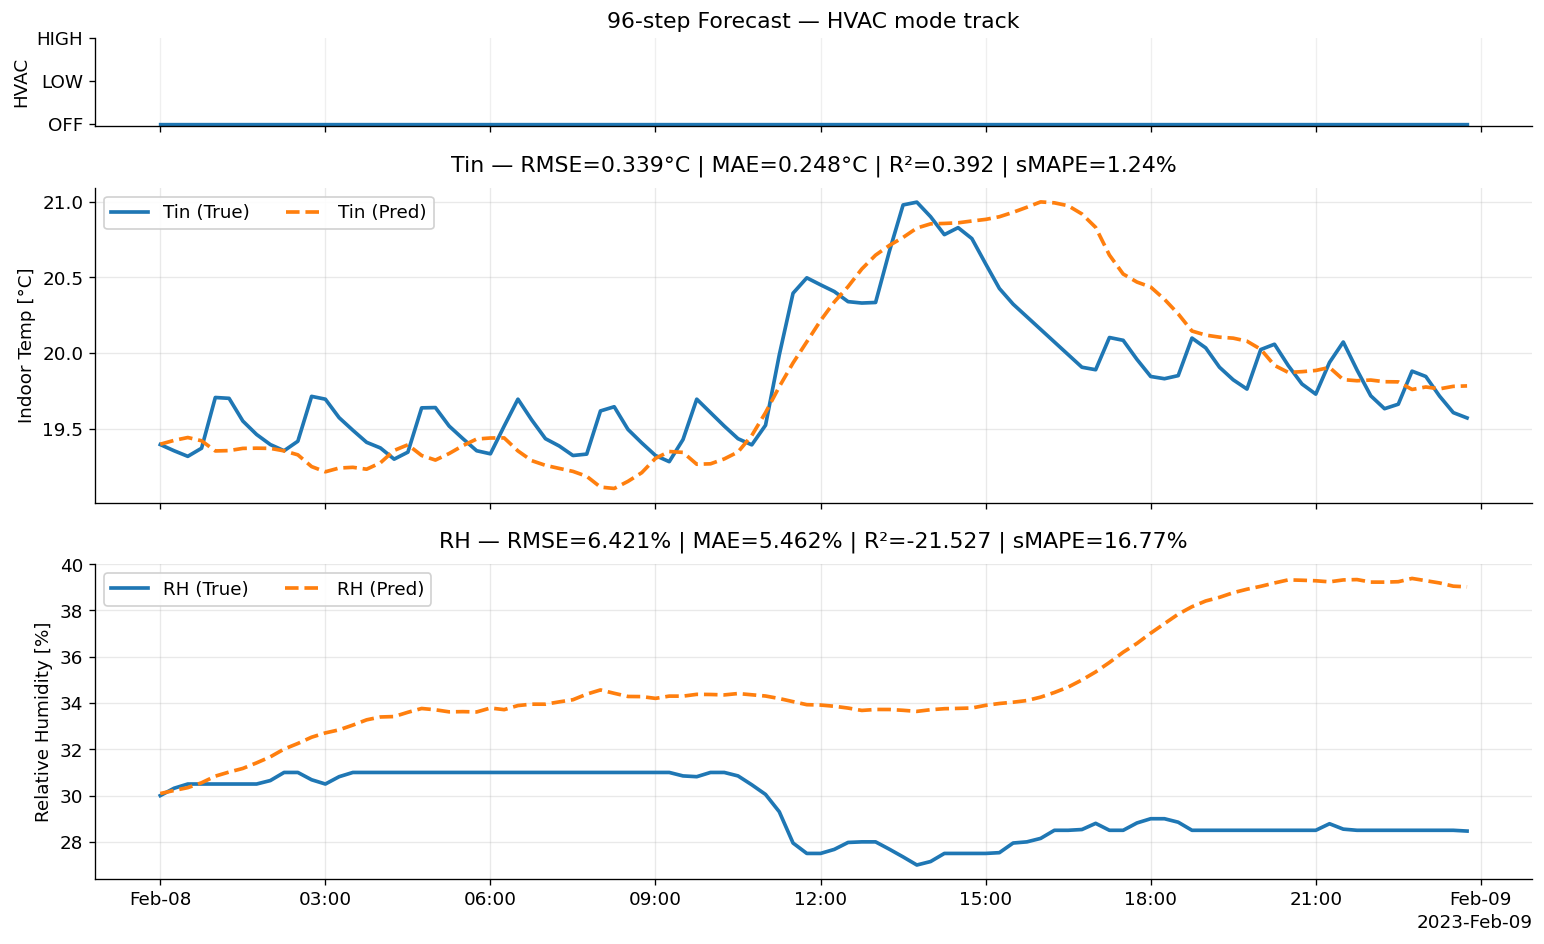 96-step Forecast — HVAC mode track
HVAC
HIGH
LOW
OFF
Tin — RMSE=0.339°C | MAE=0.248°C | R²=0.392 | sMAPE=1.24%
Tin (True) Tin (Pred)
Indoor Temp [°C]
21.0
20.5
20.0
19.5
RH — RMSE=6.421% | MAE=5.462% | R²=-21.527 | sMAPE=16.77%
RH (True) RH (Pred)
Relative Humidity [%]
40
38
36
34
32
30
28
Feb-08 03:00 06:00 09:00 12:00 15:00 18:00 21:00 Feb-09
2023-Feb-09